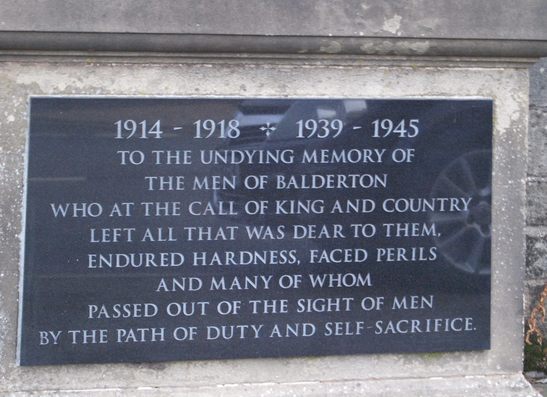 1914 - 1918 ✣ 1939 - 1945
TO THE UNDYING MEMORY OF
THE MEN OF BALDERTON
WHO AT THE CALL OF KING AND COUNTRY
LEFT ALL THAT WAS DEAR TO THEM,
ENDURED HARDNESS, FACED PERILS
AND MANY OF WHOM
PASSED OUT OF THE SIGHT OF MEN
BY THE PATH OF DUTY AND SELF-SACRIFICE.